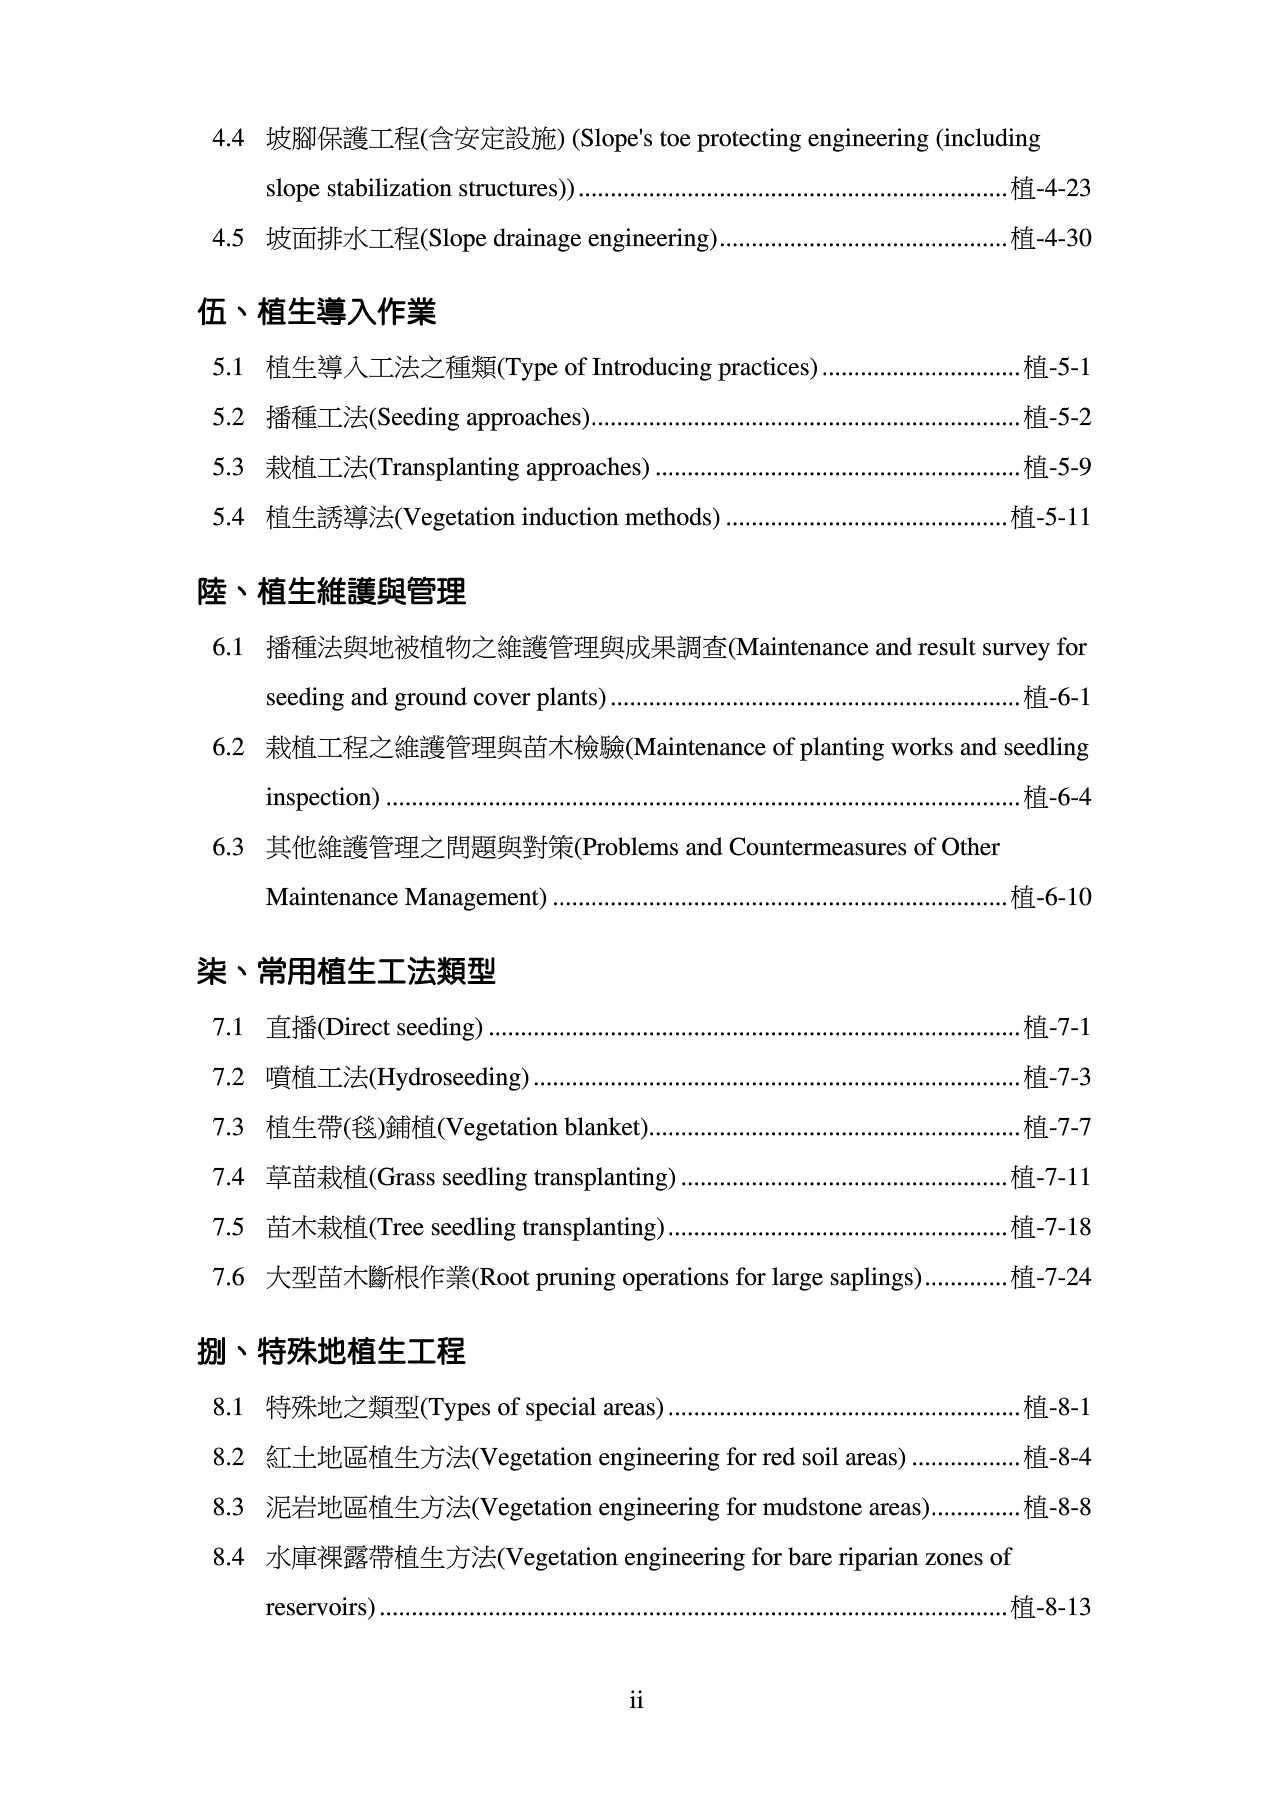 4.4 坡腳保護工程(含安定設施) (Slope's toe protecting engineering (including
slope stabilization structures))....................................................................植-4-23
4.5 坡面排水工程(Slope drainage engineering).............................................植-4-30
伍、植生導入作業
5.1 植生導入工法之種類(Type of Introducing practices)...............................植-5-1
5.2 播種工法(Seeding approaches)...................................................................植-5-2
5.3 栽植工法(Transplanting approaches).........................................................植-5-9
5.4 植生誘導法(Vegetation induction methods)............................................植-5-11
陸、植生維護與管理
6.1 播種法與地被植物之維護管理與成果調查(Maintenance and result survey for
seeding and ground cover plants)................................................................植-6-1
6.2 栽植工程之維護管理與苗木檢驗(Maintenance of planting works and seedling
inspection)...................................................................................................植-6-4
6.3 其他維護管理之問題與對策(Problems and Countermeasures of Other
Maintenance Management).......................................................................植-6-10
柒、常用植生工法類型
7.1 直播(Direct seeding)...................................................................................植-7-1
7.2 噴植工法(Hydroseeding)............................................................................植-7-3
7.3 植生帶(毯)鋪植(Vegetation blanket)..........................................................植-7-7
7.4 草苗栽植(Grass seedling transplanting)...................................................植-7-11
7.5 苗木栽植(Tree seedling transplanting).....................................................植-7-18
7.6 大型苗木斷根作業(Root pruning operations for large saplings).............植-7-24
捌、特殊地植生工程
8.1 特殊地之類型(Types of special areas).......................................................植-8-1
8.2 紅土地區植生方法(Vegetation engineering for red soil areas).................植-8-4
8.3 泥岩地區植生方法(Vegetation engineering for mudstone areas)..............植-8-8
8.4 水庫裸露帶植生方法(Vegetation engineering for bare riparian zones of
reservoirs)..................................................................................................植-8-13
ii